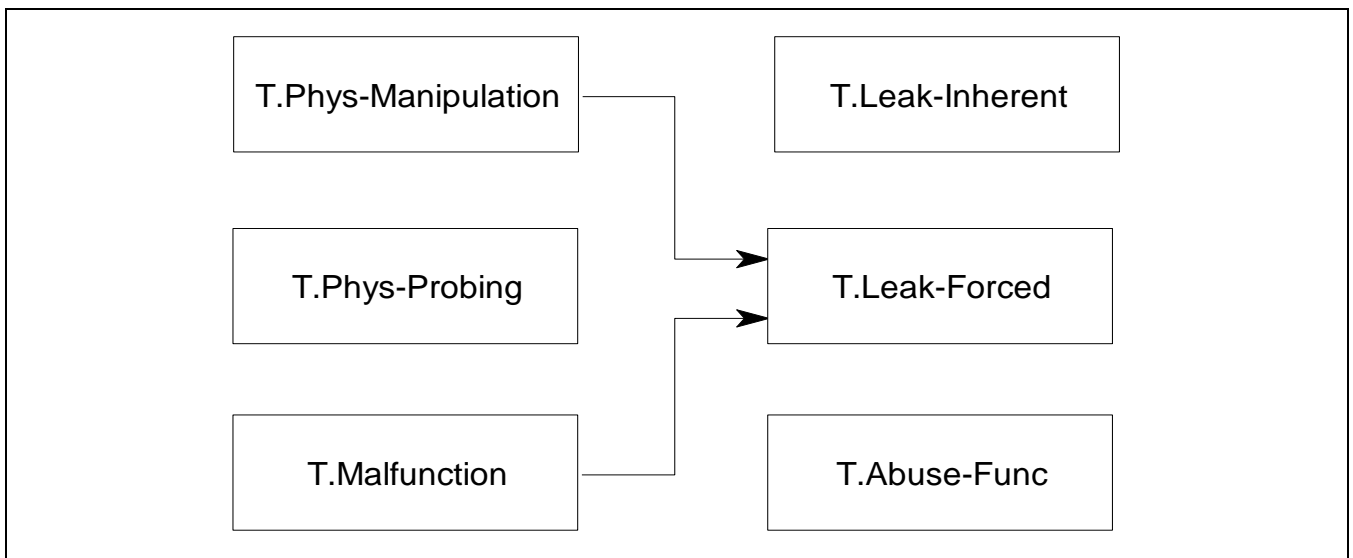 T.Phys-Manipulation
T.Leak-Inherent
T.Phys-Probing
T.Leak-Forced
T.Malfunction
T.Abuse-Func